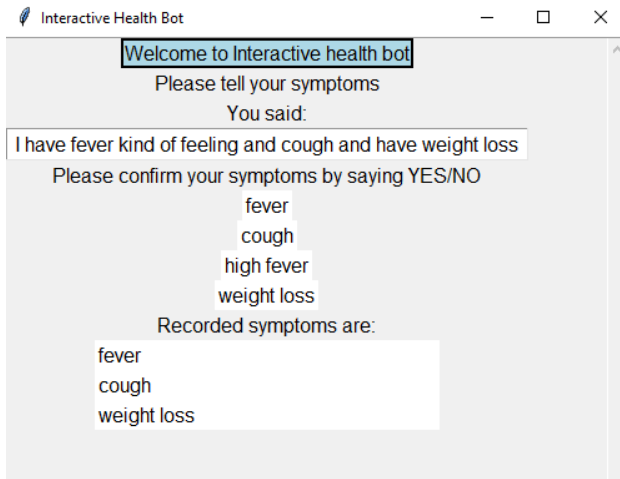 Interactive Health Bot
Welcome to Interactive health bot
Please tell your symptoms
You said:
I have fever kind of feeling and cough and have weight loss
Please confirm your symptoms by saying YES/NO
fever
cough
high fever
weight loss
Recorded symptoms are:
fever
cough
weight loss